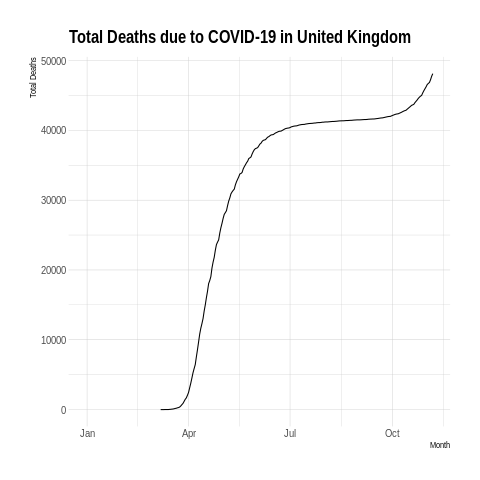 Total Deaths due to COVID-19 in United Kingdom
Total Deaths
50000
40000
30000
20000
10000
0
Jan Apr Jul Oct
Month